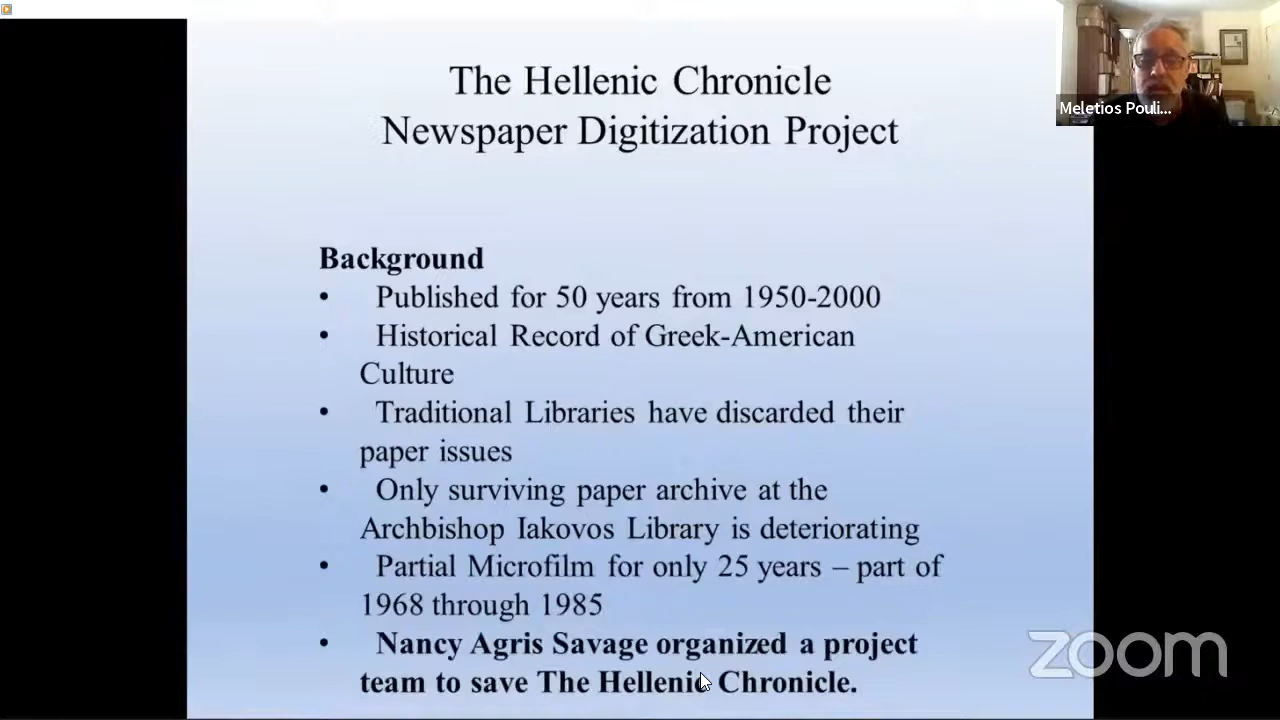 The Hellenic Chronicle
Newspaper Digitization Project
Meletios Pouli...
Background
• Published for 50 years from 1950-2000
• Historical Record of Greek-American
Culture
• Traditional Libraries have discarded their
paper issues
• Only surviving paper archive at the
Archbishop Iakovos Library is deteriorating
• Partial Microfilm for only 25 years – part of
1968 through 1985
• Nancy Agris Savage organized a project
team to save The Hellenic Chronicle.
zoom